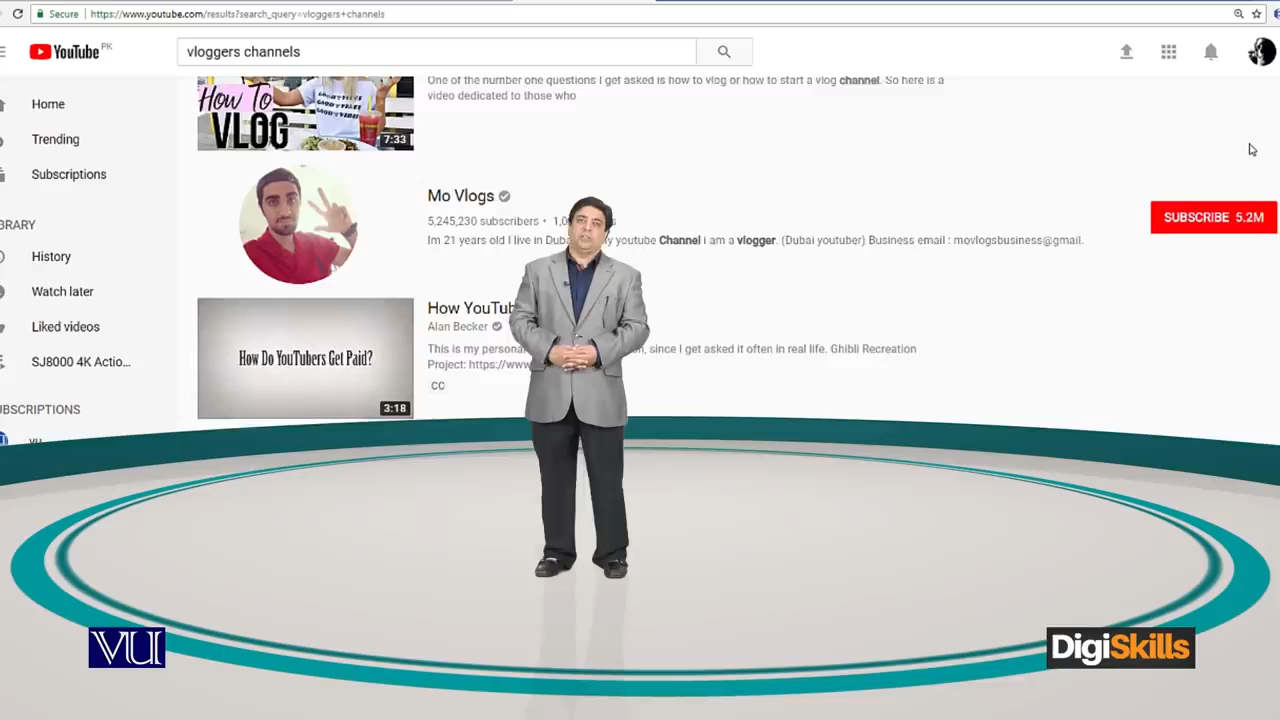 Secure
https://www.youtube.com/results?search_query=vloggers+channels
YouTube PK
vloggers channels
Home
Trending
Subscriptions
BRARY
History
Watch later
Liked videos
SJ8000 4K Actio...
UBSCRIPTIONS
How To
VLOG
7:33
One of the number one questions I get asked is how to vlog or how to start a vlog channel. So here is a
video dedicated to those who
Mo Vlogs
5,245,230 subscribers •
Im 21 years old I live in Duba y youtube Channel i am a vlogger. (Dubai youtuber) Business email : movlogsbusiness@gmail.
SUBSCRIBE 5.2M
How Do YouTubers Get Paid?
3:18
How YouTub
Alan Becker
This is my persona n, since I get asked it often in real life. Ghibli Recreation
Project: https://www
CC
VU
DigiSkills